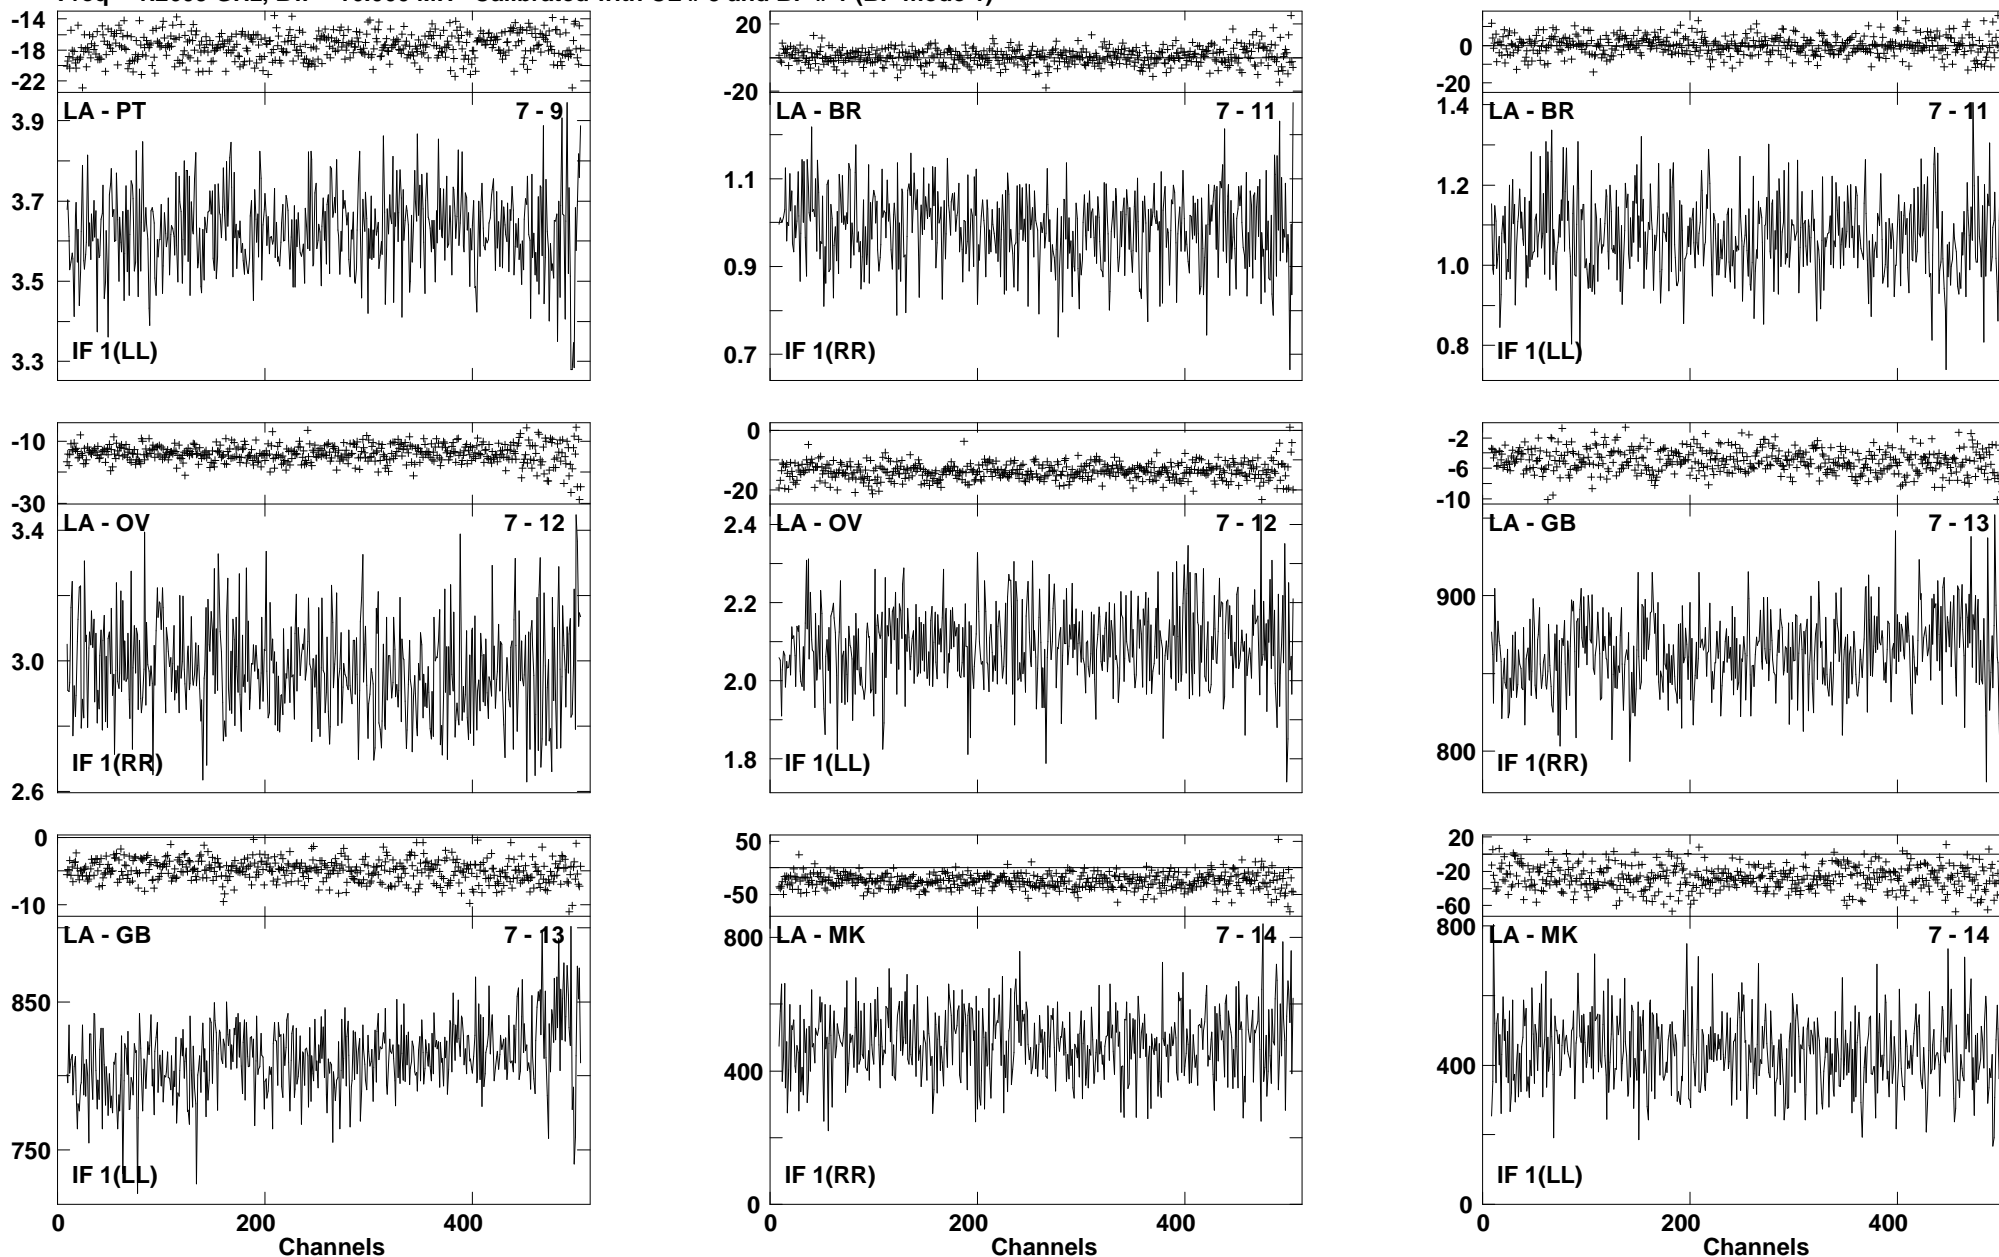 -14
-18
-22
20
-20
0
-20
LA - PT 7 - 9
3.9
3.7
3.5
3.3
IF 1(LL)
LA - BR 7 - 11
1.1
0.9
0.7
IF 1(RR)
LA - BR 7 - 11
1.4
1.2
1.0
0.8
IF 1(LL)
-10
-30
0
-20
-2
-6
-10
LA - OV 7 - 12
3.4
3.0
2.6
IF 1(RR)
LA - OV 7 - 12
2.4
2.2
2.0
1.8
IF 1(LL)
LA - GB 7 - 13
900
800
IF 1(RR)
0
-10
50
-50
20
-20
-60
LA - GB 7 - 13
850
750
IF 1(LL)
LA - MK 7 - 14
800
400
0
IF 1(RR)
LA - MK 7 - 14
800
400
0
IF 1(LL)
0 200 400
0 200 400
0 200 400
Channels
Channels
Channels